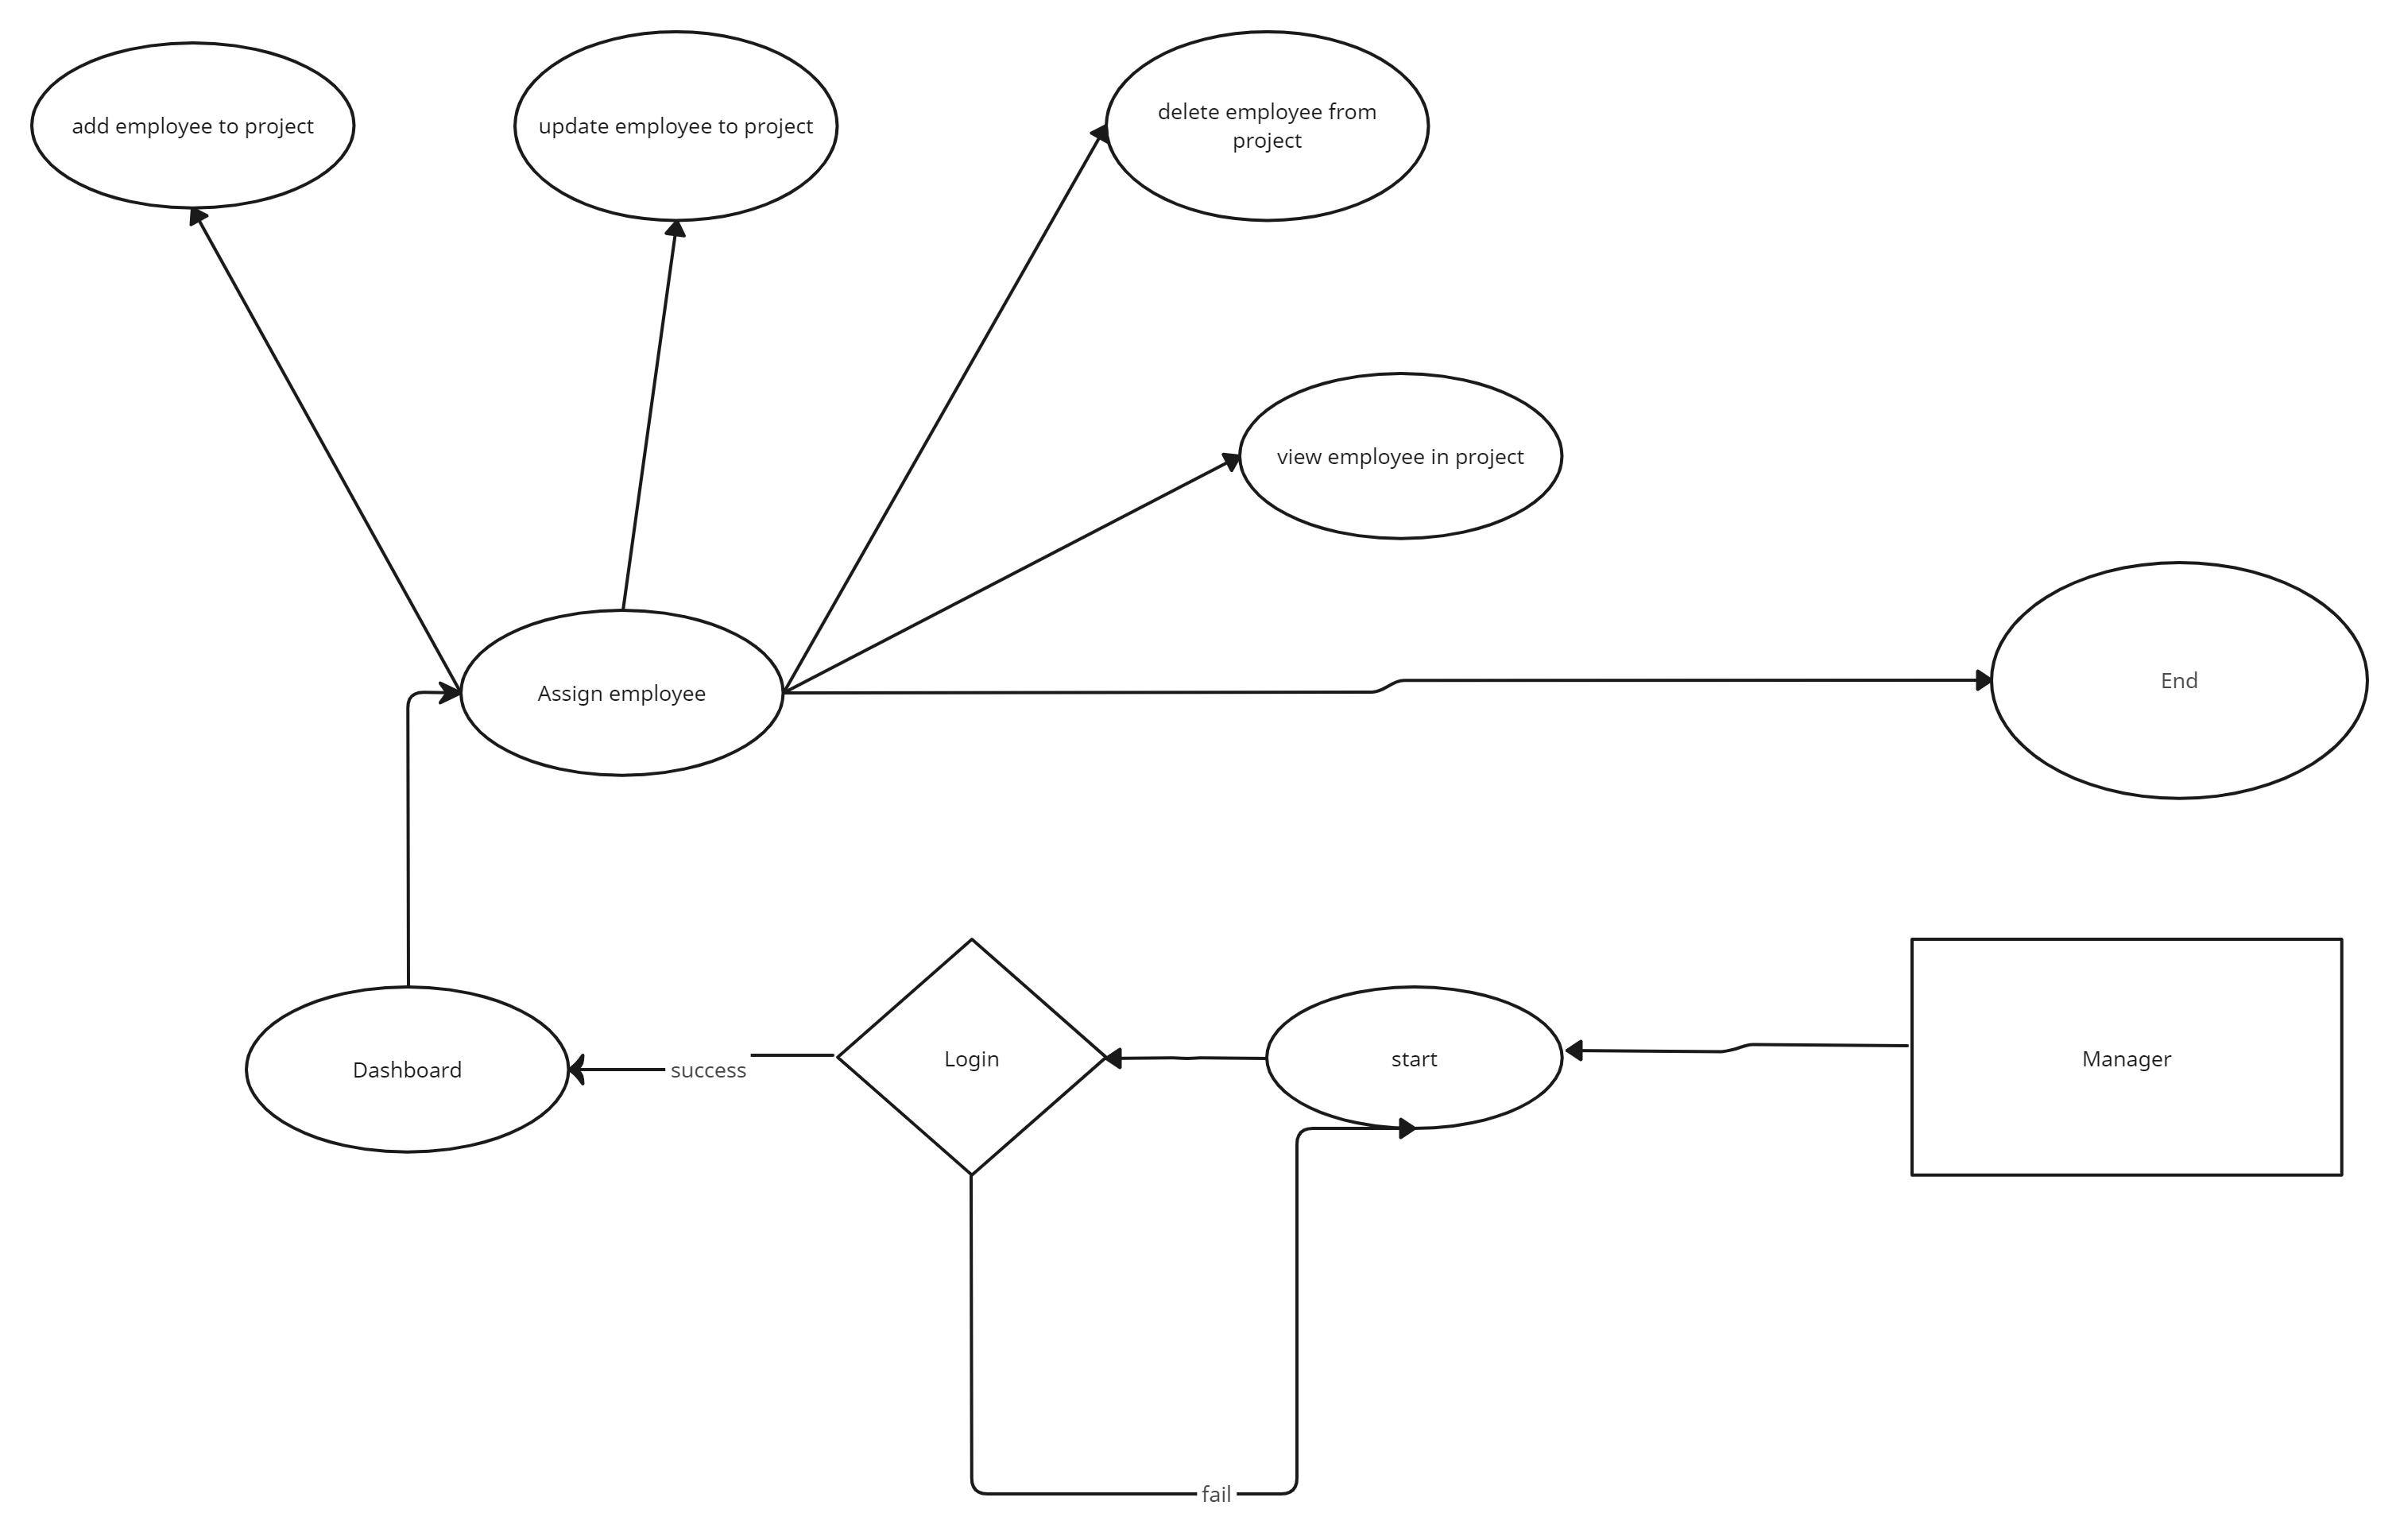 add employee to project
update employee to project
delete employee from
project
view employee in project
Assign employee
End
Dashboard
success
Login
start
Manager
fail